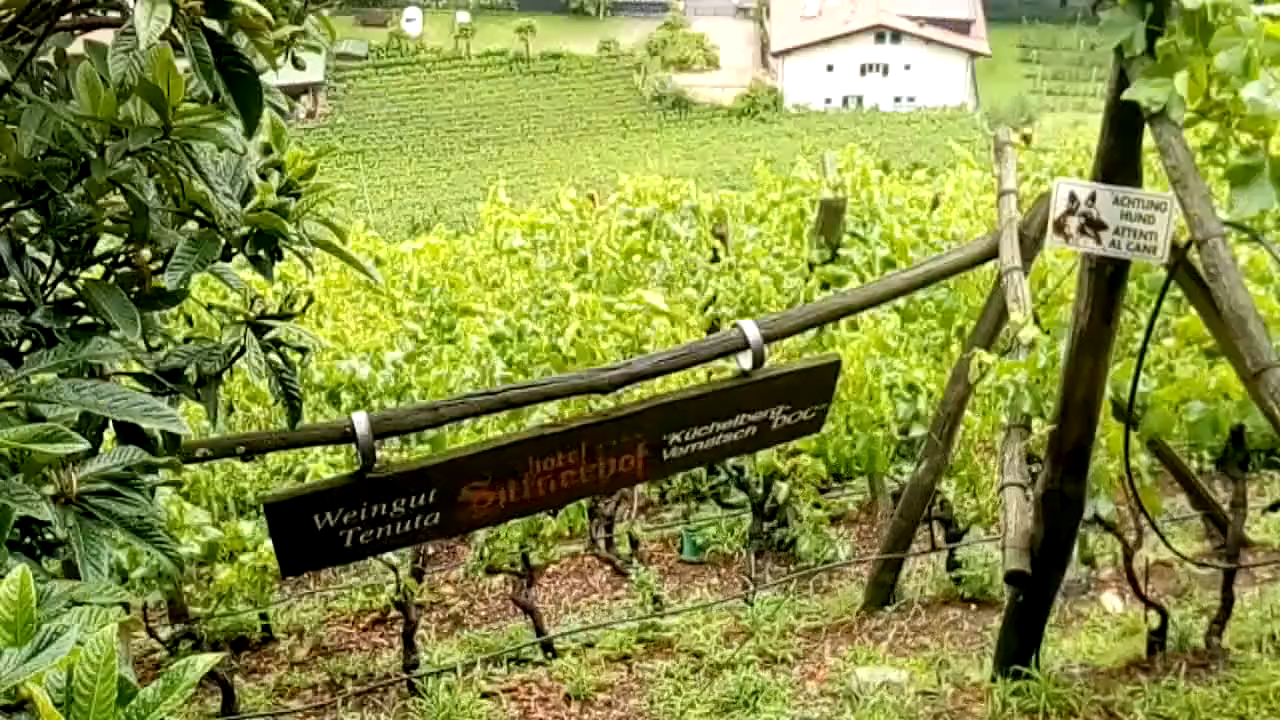 Weingut
Tenuta
hotel
"Küchelberg"
Vernatsch "DOC"
ACHTUNG
HUND
ATTENTI
AL CANE